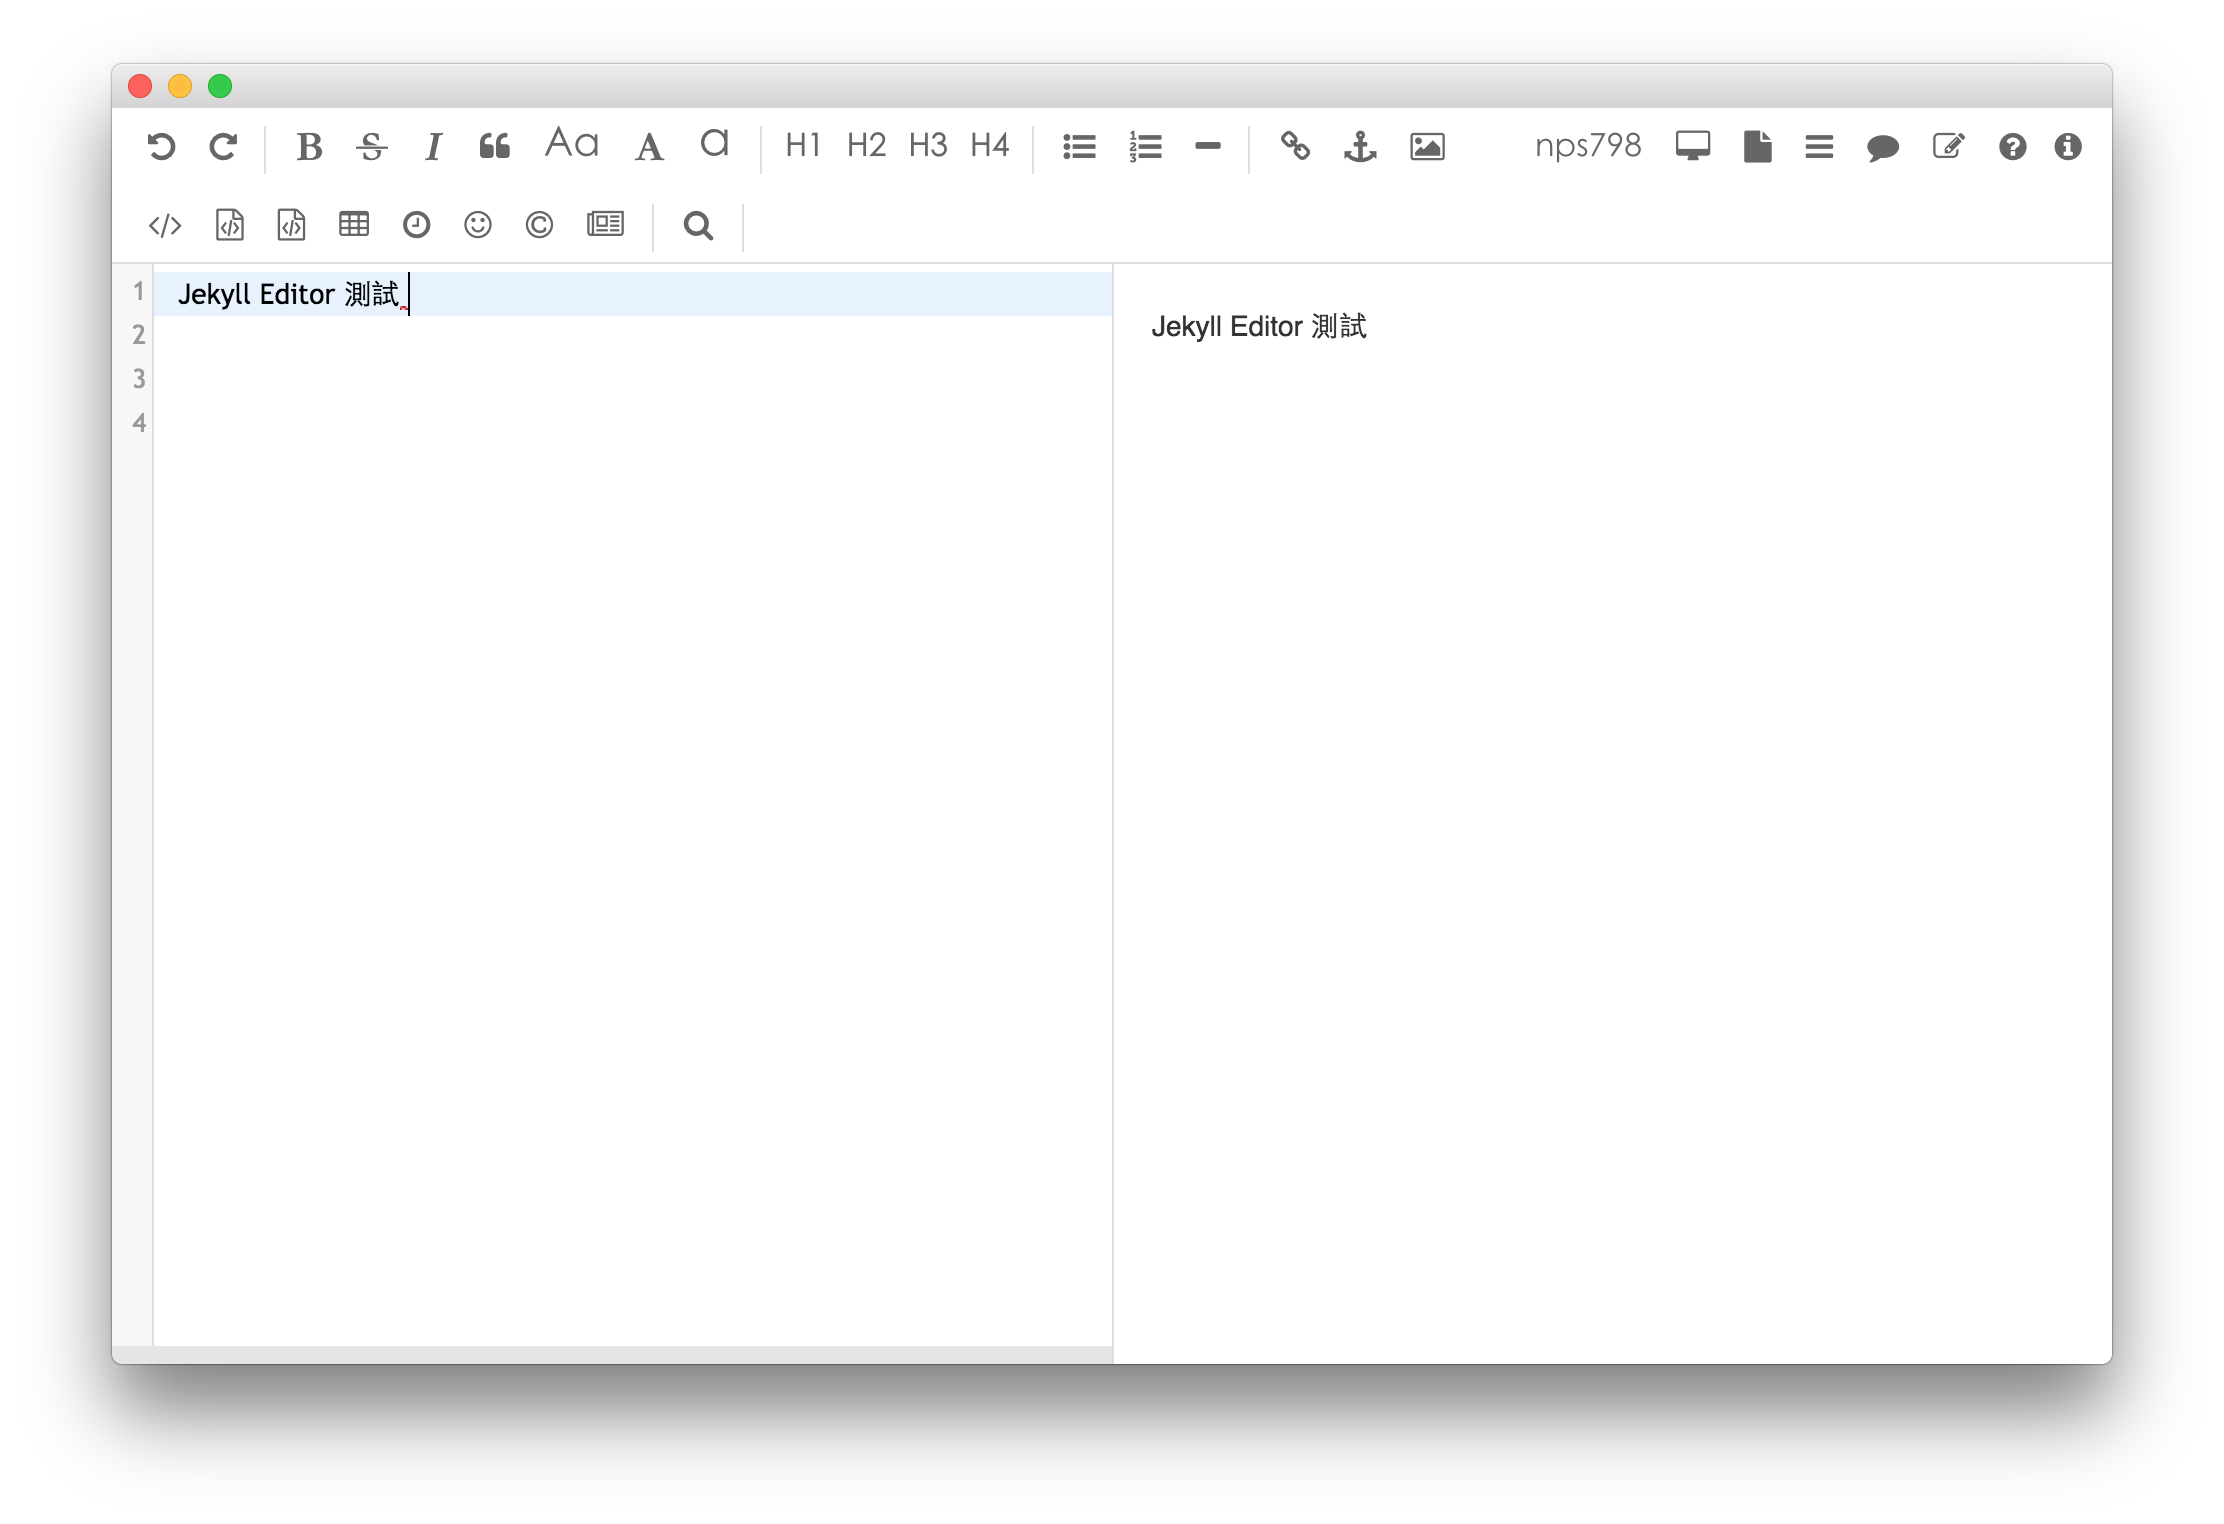 B S I “ Aa A a H1 H2 H3 H4 nps798
</> ©
1 Jekyll Editor 測試
2
3
4
Jekyll Editor 測試